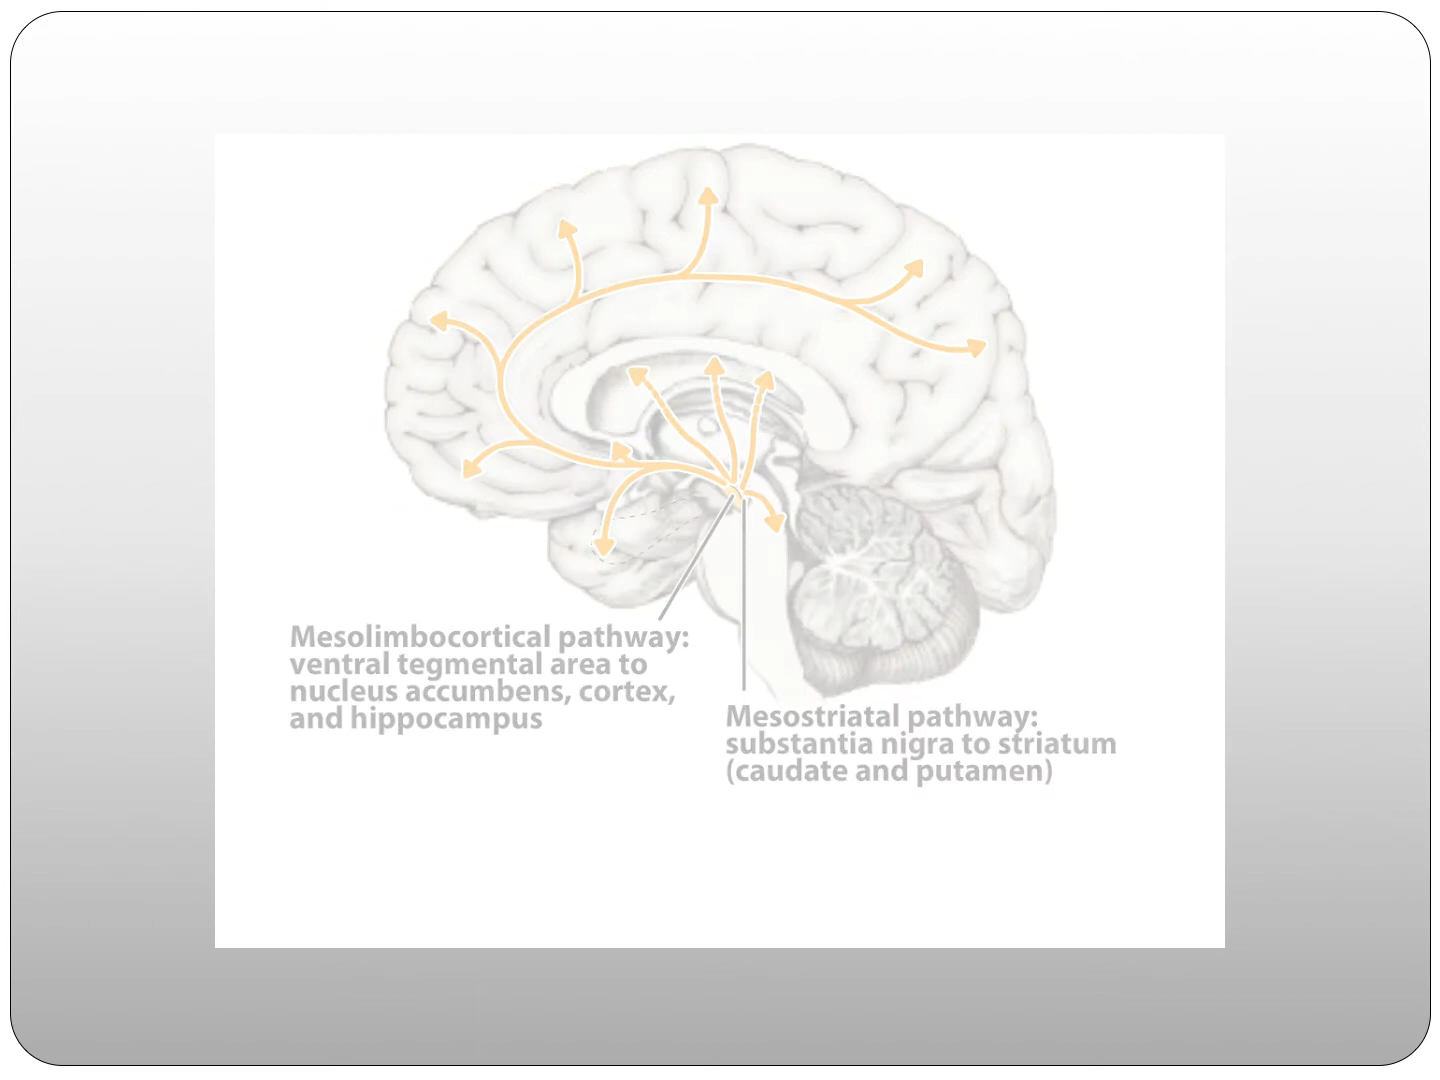 Mesolimbocortical pathway:
ventral tegmental area to
nucleus accumbens, cortex,
and hippocampus
Mesostriatal pathway:
substantia nigra to striatum
(caudate and putamen)